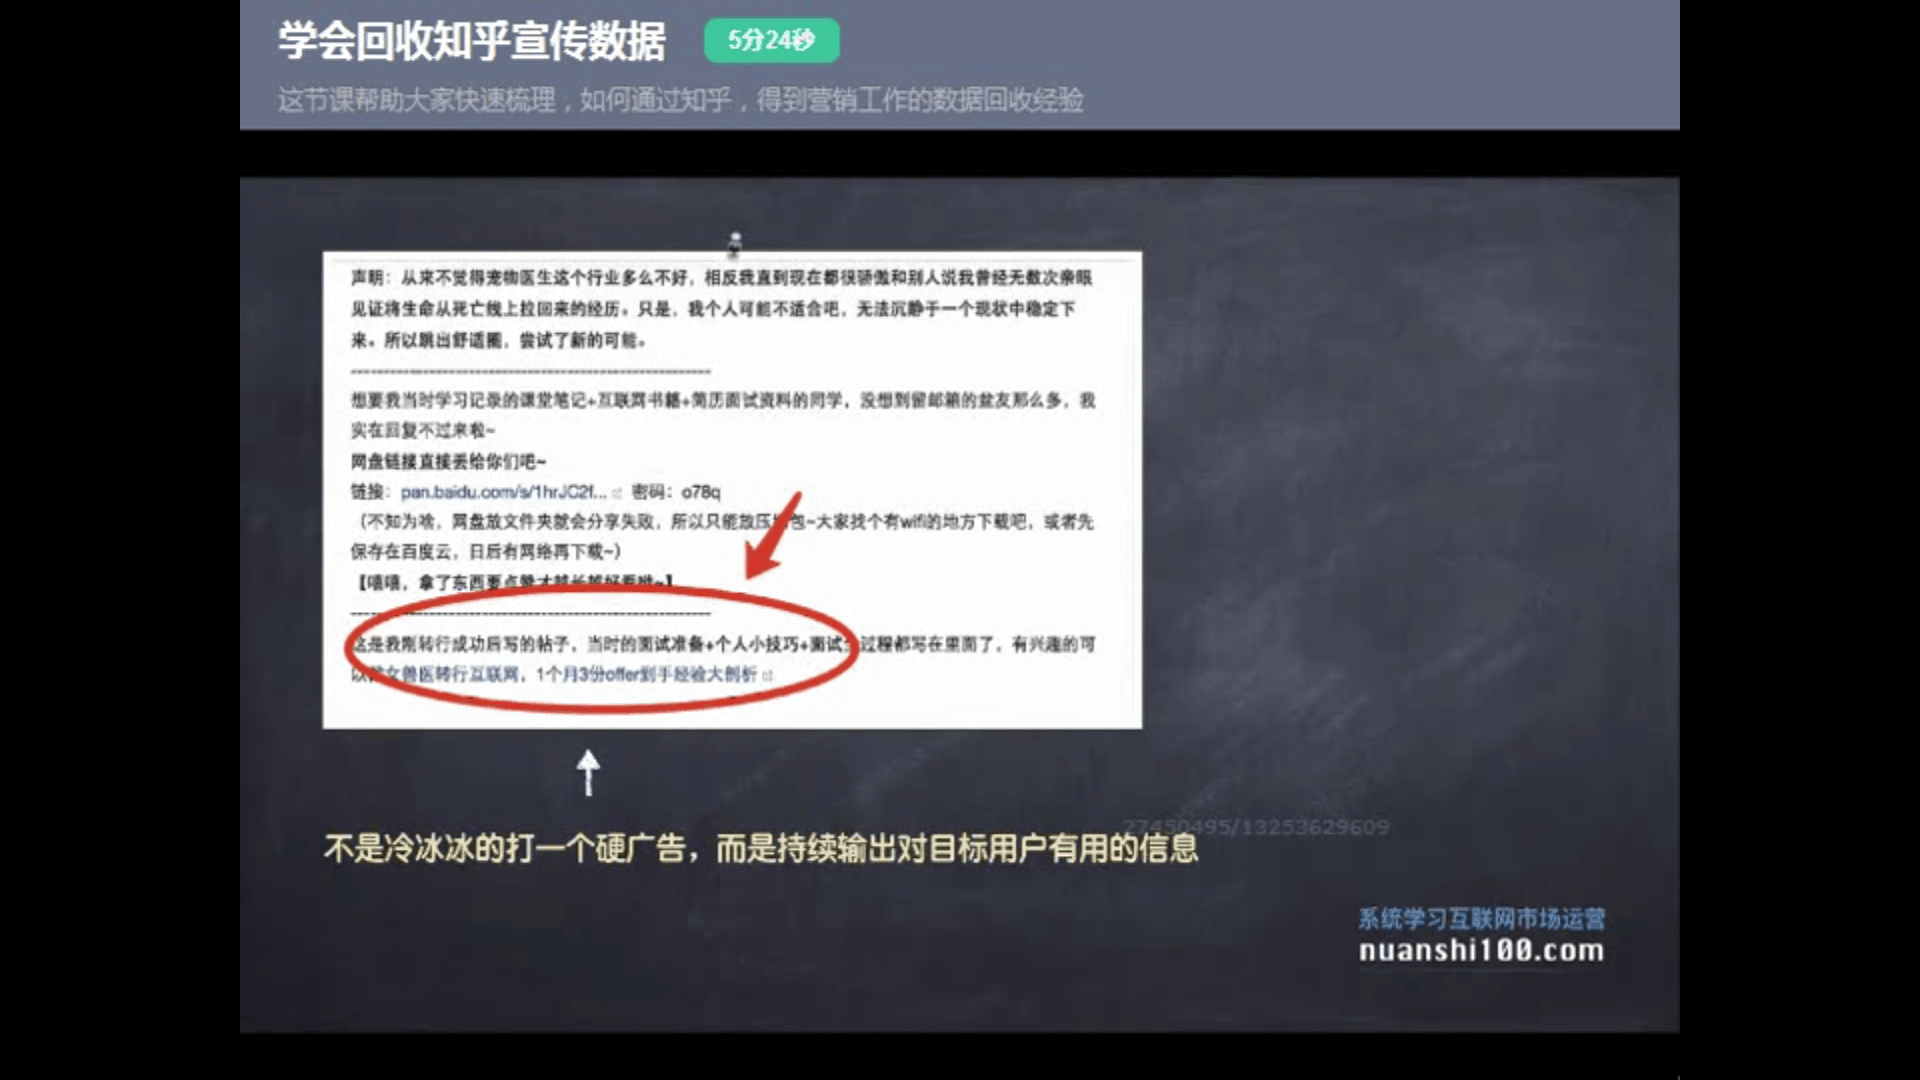 学会回收知乎宣传数据
5分24秒
这节课帮助大家快速梳理，如何通过知乎，得到营销工作的数据回收经验
声明：从来不觉得宠物医生这个行业多么不好，相反我直到现在都很骄傲和别人说我曾经无数次亲眼
见证将生命从死亡线上拉回来的经历。只是，我个人可能不适合吧，无法沉静于一个现状中稳定下
来。所以跳出舒适圈，尝试了新的可能。
------------------------------------------------------
想要我当时学习记录的课堂笔记+互联网书籍+简历面试资料的同学，没想到留邮箱的盆友那么多，我
实在回复不过来啦~
网盘链接直接丢给你们吧~
链接：pan.baidu.com/s/1hrJC2f... 密码：o78q
（不知为啥，网盘放文件夹就会分享失败，所以只能放压缩包~大家找个有wifi的地方下载吧，或者先
保存在百度云，日后有网络再下载~）
【嘻嘻，拿了东西要点赞才能长越好看呦~】
------------------------------------------------------
这是我刚转行成功后写的帖子，当时的面试准备+个人小技巧+面试全过程都写在里面了，有兴趣的可
以 女兽医转行互联网，1个月3份offer到手经验大剖析
不是冷冰冰的打一个硬广告，而是持续输出对目标用户有用的信息
27450495/13253629609
系统学习互联网市场运营
nuanshi100.com